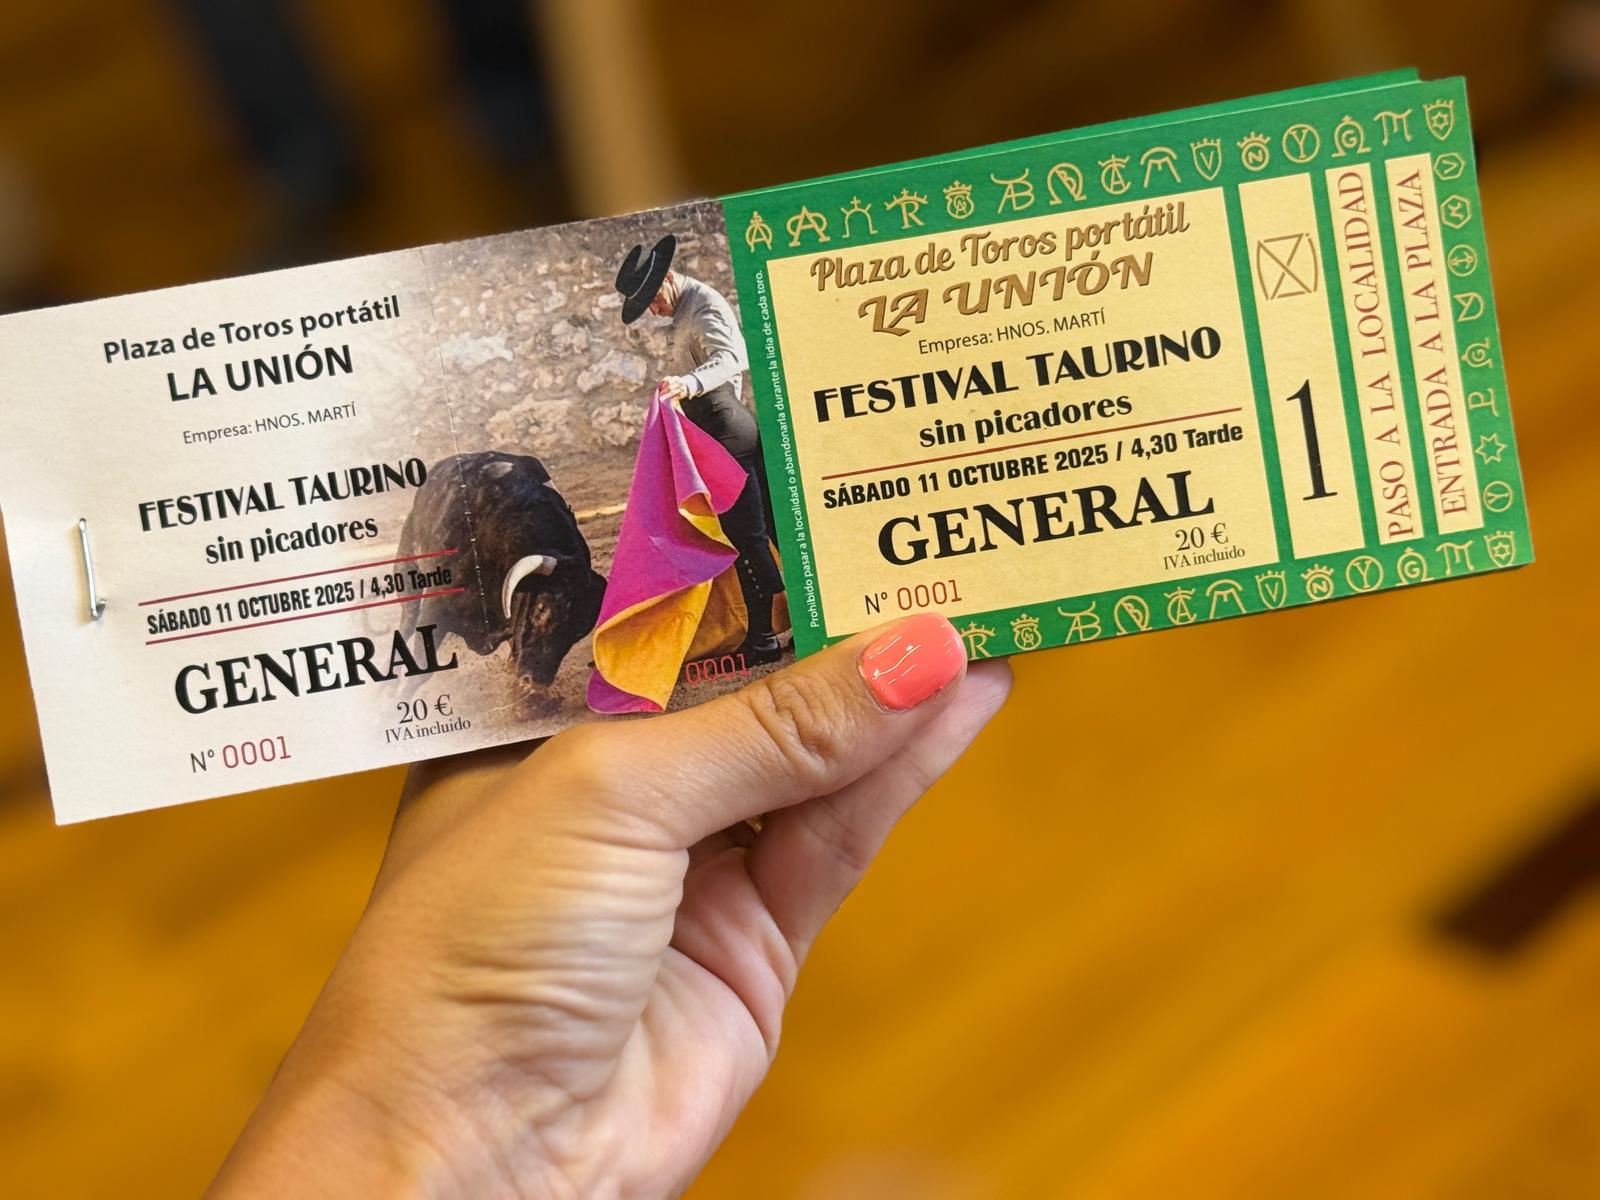 Plaza de Toros portátil
LA UNIÓN
Empresa: HNOS. MARTÍ
FESTIVAL TAURINO
sin picadores
SÁBADO 11 OCTUBRE 2025 / 4,30 Tarde
GENERAL
20 €
IVA incluido
Nº 0001
0001
Prohibido pasar a la localidad o abandonarla durante la lidia de cada toro.
Plaza de Toros portátil
LA UNIÓN
Empresa: HNOS. MARTÍ
FESTIVAL TAURINO
sin picadores
SÁBADO 11 OCTUBRE 2025 / 4,30 Tarde
GENERAL
20 €
IVA incluido
Nº 0001
1
PASO A LA LOCALIDAD
ENTRADA A LA PLAZA